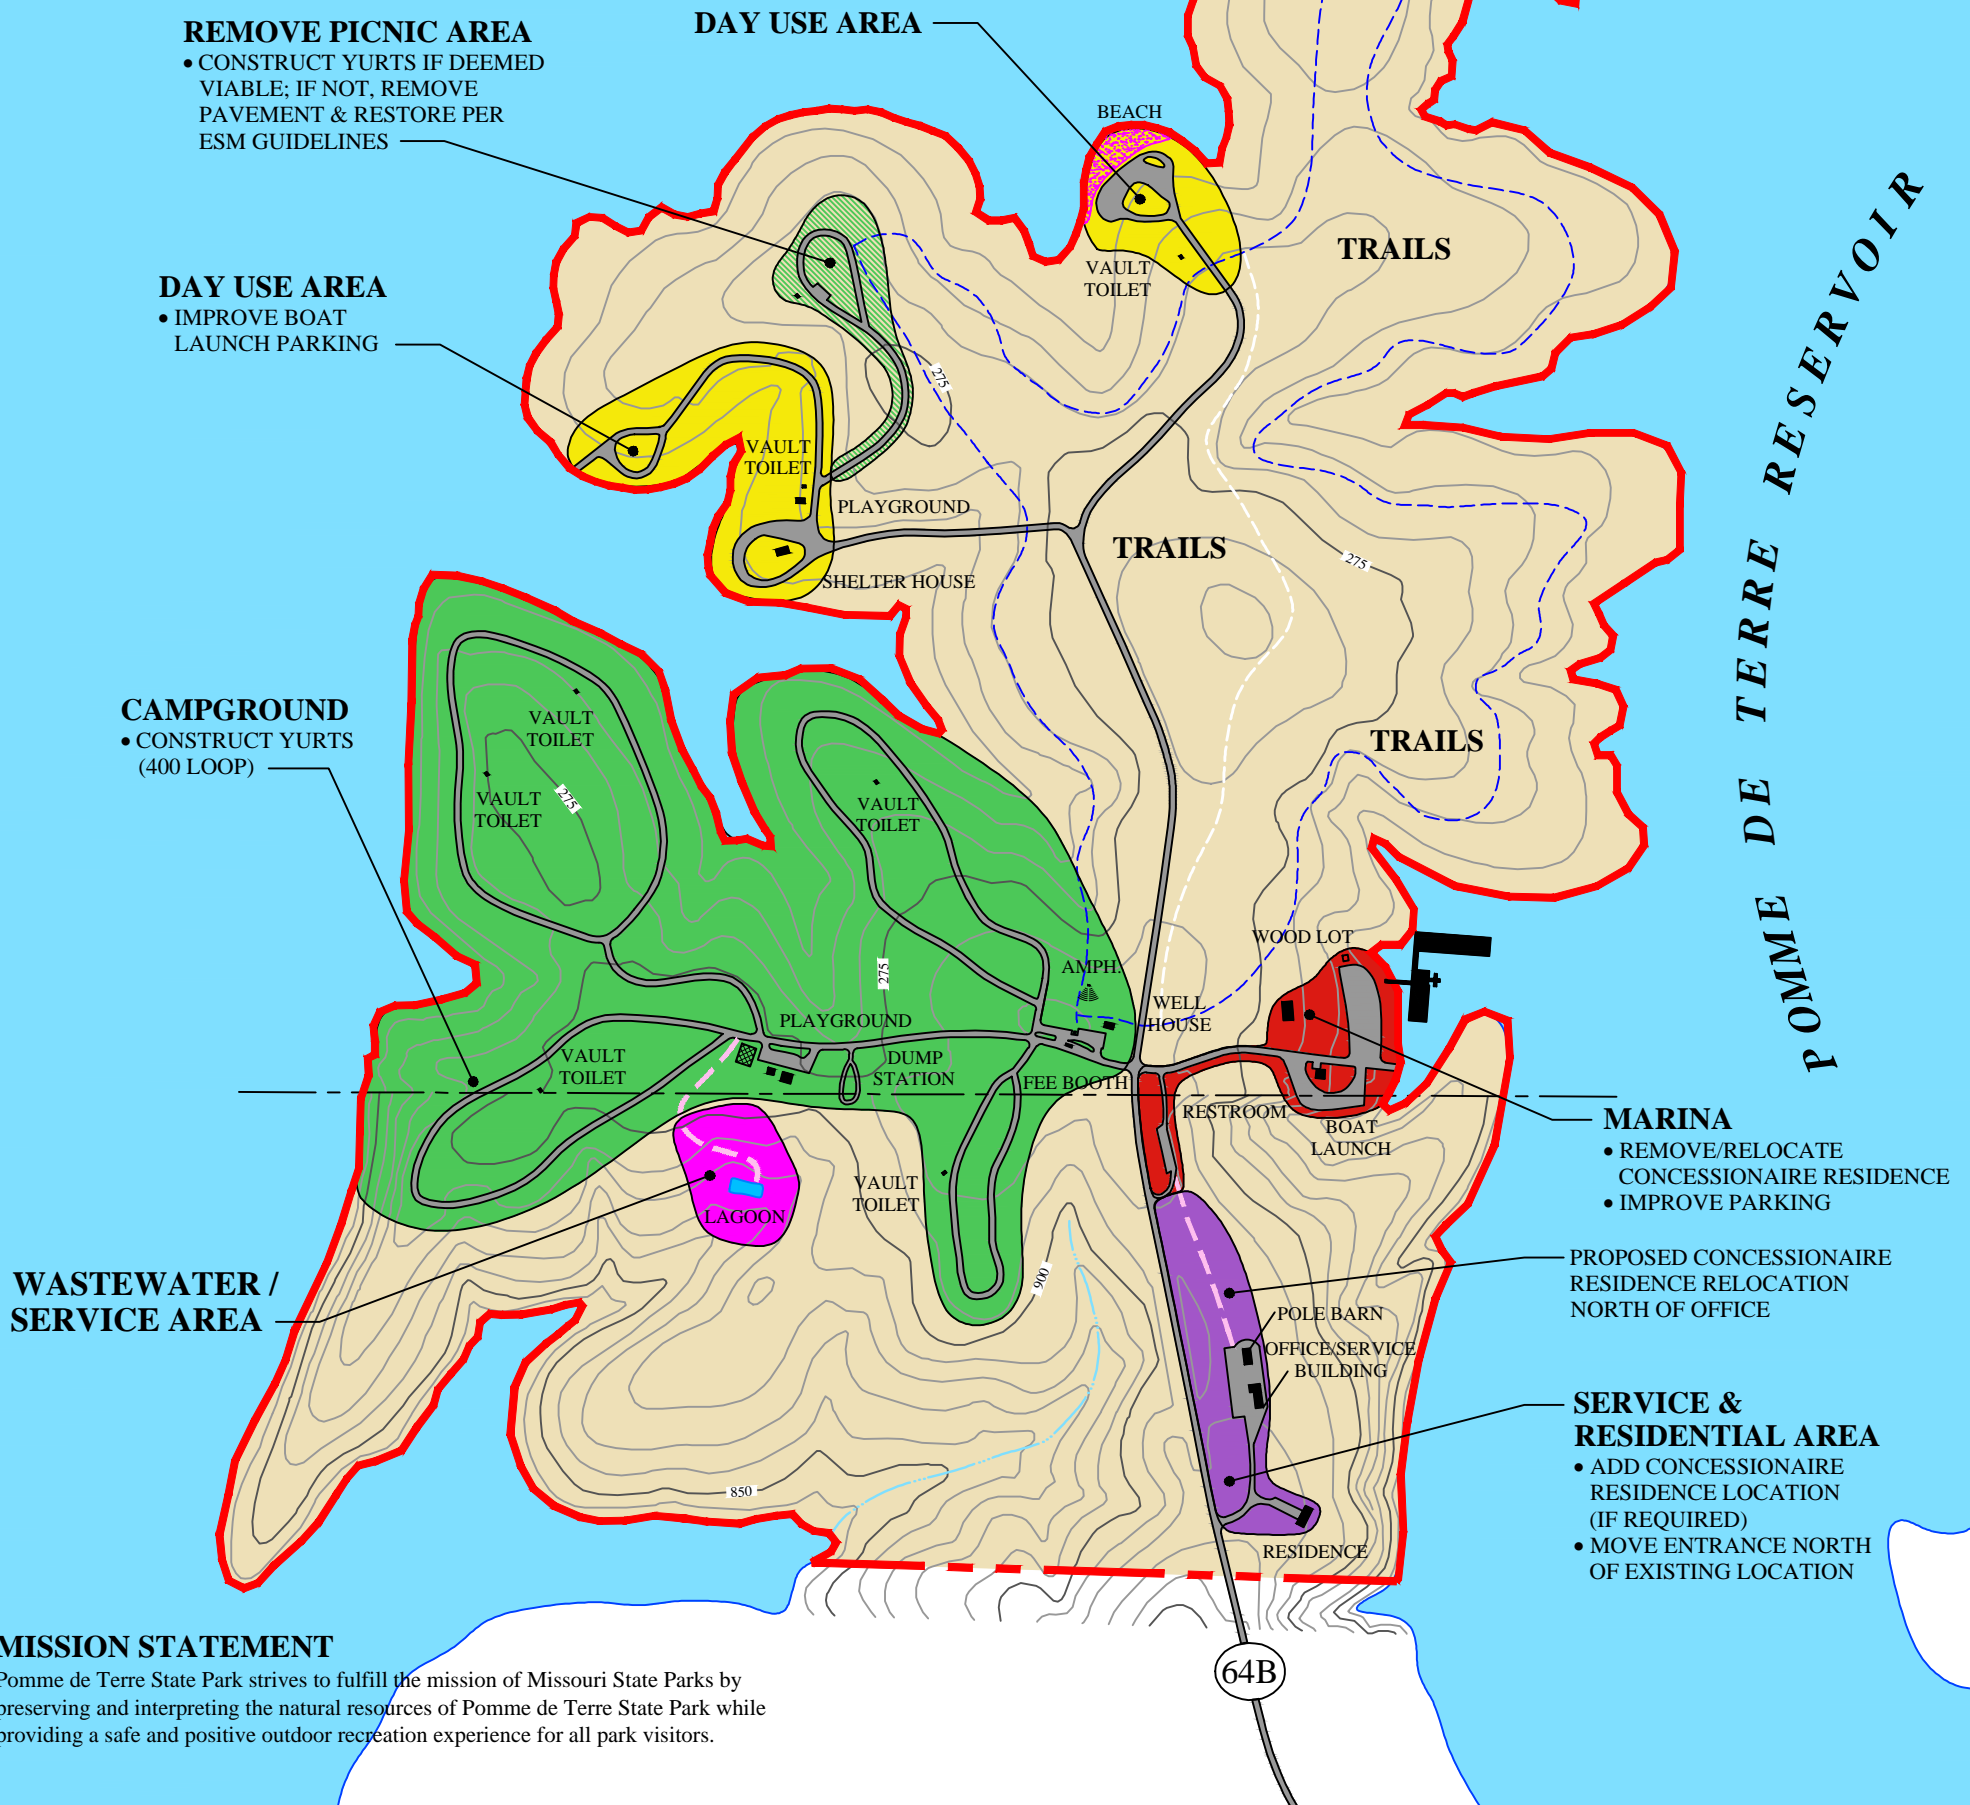 REMOVE PICNIC AREA
• CONSTRUCT YURTS IF DEEMED
VIABLE; IF NOT, REMOVE
PAVEMENT & RESTORE PER
ESM GUIDELINES
DAY USE AREA
BEACH
VAULT
TOILET
TRAILS
DAY USE AREA
• IMPROVE BOAT
LAUNCH PARKING
275
VAULT
TOILET
PLAYGROUND
SHELTER HOUSE
TRAILS
275
POMME DE TERRE RESERVOIR
CAMPGROUND
• CONSTRUCT YURTS
(400 LOOP)
VAULT
TOILET
VAULT
TOILET
275
VAULT
TOILET
TRAILS
275
AMPH.
WOOD LOT
WELL
HOUSE
PLAYGROUND
VAULT
TOILET
DUMP
STATION
FEE BOOTH
RESTROOM
BOAT
LAUNCH
MARINA
• REMOVE/RELOCATE
CONCESSIONAIRE RESIDENCE
• IMPROVE PARKING
VAULT
TOILET
LAGOON
WASTEWATER /
SERVICE AREA
900
PROPOSED CONCESSIONAIRE
RESIDENCE RELOCATION
NORTH OF OFFICE
POLE BARN
OFFICE/SERVICE
BUILDING
SERVICE &
RESIDENTIAL AREA
• ADD CONCESSIONAIRE
RESIDENCE LOCATION
(IF REQUIRED)
• MOVE ENTRANCE NORTH
OF EXISTING LOCATION
850
RESIDENCE
64B
MISSION STATEMENT
Pomme de Terre State Park strives to fulfill the mission of Missouri State Parks by
preserving and interpreting the natural resources of Pomme de Terre State Park while
providing a safe and positive outdoor recreation experience for all park visitors.